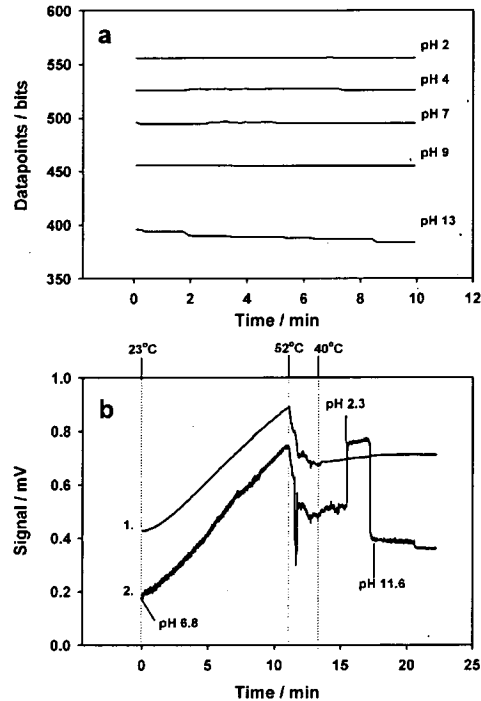 600
a
550
500
450
400
350
Datapoints / bits
pH 2
pH 4
pH 7
pH 9
pH 13
0 2 4 6 8 10 12
Time / min
23°C 52°C 40°C
1.0
b
0.8
0.6
0.4
0.2
0.0
Signal / mV
pH 2.3
1.
2.
pH 6.8
pH 11.6
0 5 10 15 20 25
Time / min